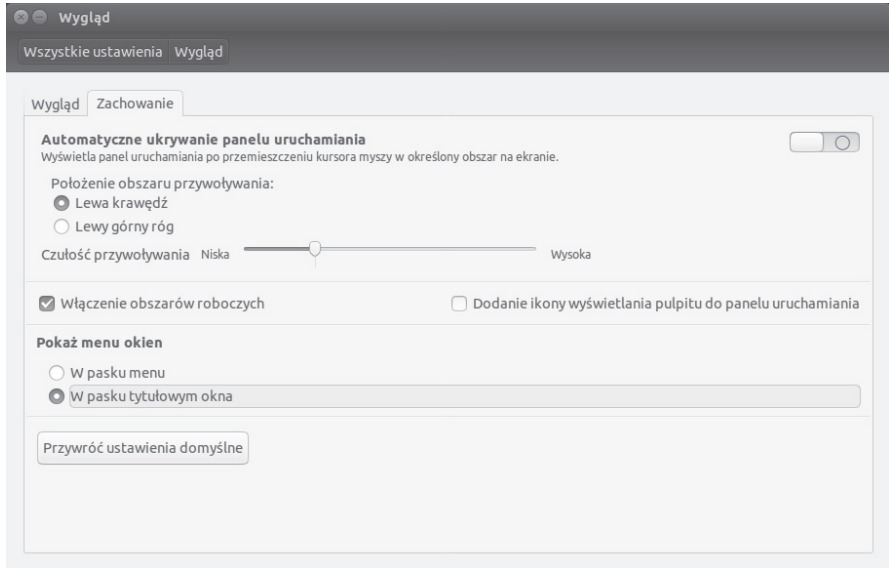 Wygląd
Wszystkie ustawienia Wygląd
Wygląd Zachowanie
Automatyczne ukrywanie panelu uruchamiania
Wyświetla panel uruchamiania po przemieszczeniu kursora myszy w określony obszar na ekranie.
Położenie obszaru przywoływania:
Lewa krawędź
Lewy górny róg
Czułość przywoływania Niska Wysoka
Włączenie obszarów roboczych Dodanie ikony wyświetlania pulpitu do panelu uruchamiania
Pokaż menu okien
W pasku menu
W pasku tytułowym okna
Przywróć ustawienia domyślne